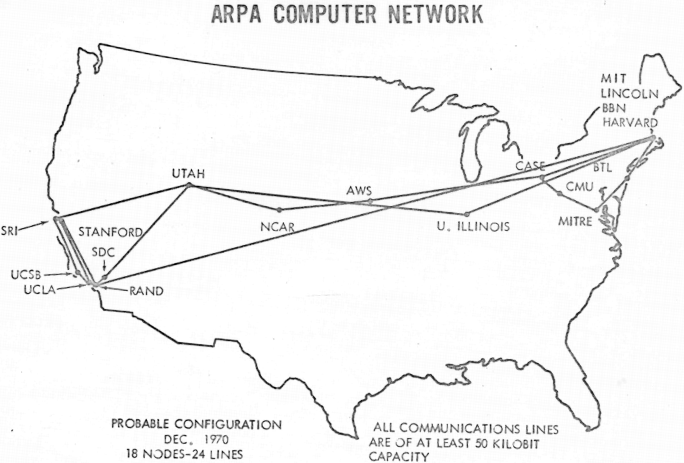 ARPA COMPUTER NETWORK
MIT
LINCOLN
BBN
HARVARD
CASE
BTL
UTAH
AWS
CMU
SRI
STANFORD
NCAR
U. ILLINOIS
MITRE
SDC
UCSB
UCLA
RAND
PROBABLE CONFIGURATION
DEC. 1970
18 NODES-24 LINES
ALL COMMUNICATIONS LINES
ARE OF AT LEAST 50 KILOBIT
CAPACITY